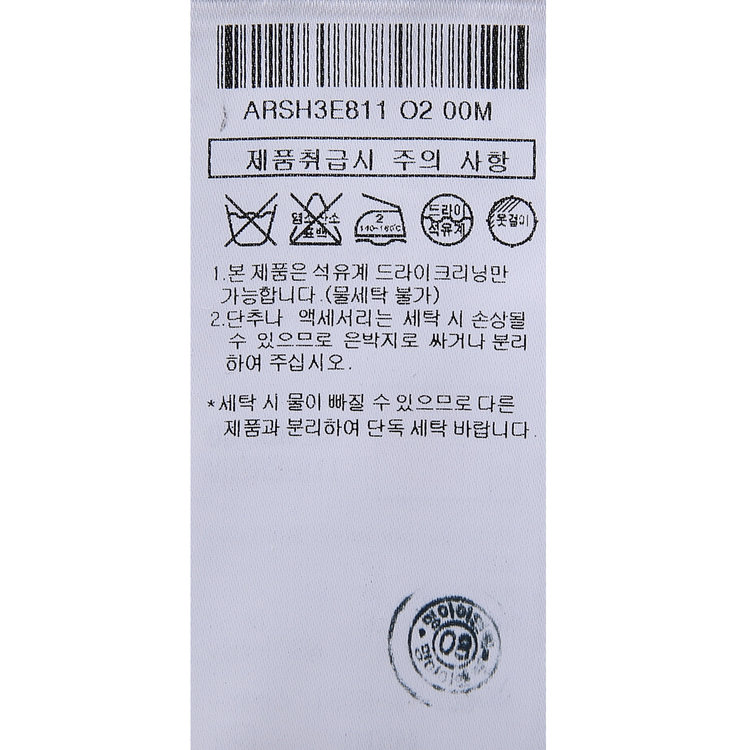 ARSH3E811 O2 00M
제품취급시 주의 사항
염소산소
표백
2
140-160℃
드라이
석유계
옷걸이
1.본 제품은 석유계 드라이크리닝만
가능합니다.(물세탁 불가)
2.단추나 액세서리는 세탁 시 손상될
수 있으므로 은박지로 싸거나 분리
하여 주십시오.
*세탁 시 물이 빠질 수 있으므로 다른
제품과 분리하여 단독 세탁 바랍니다.
09